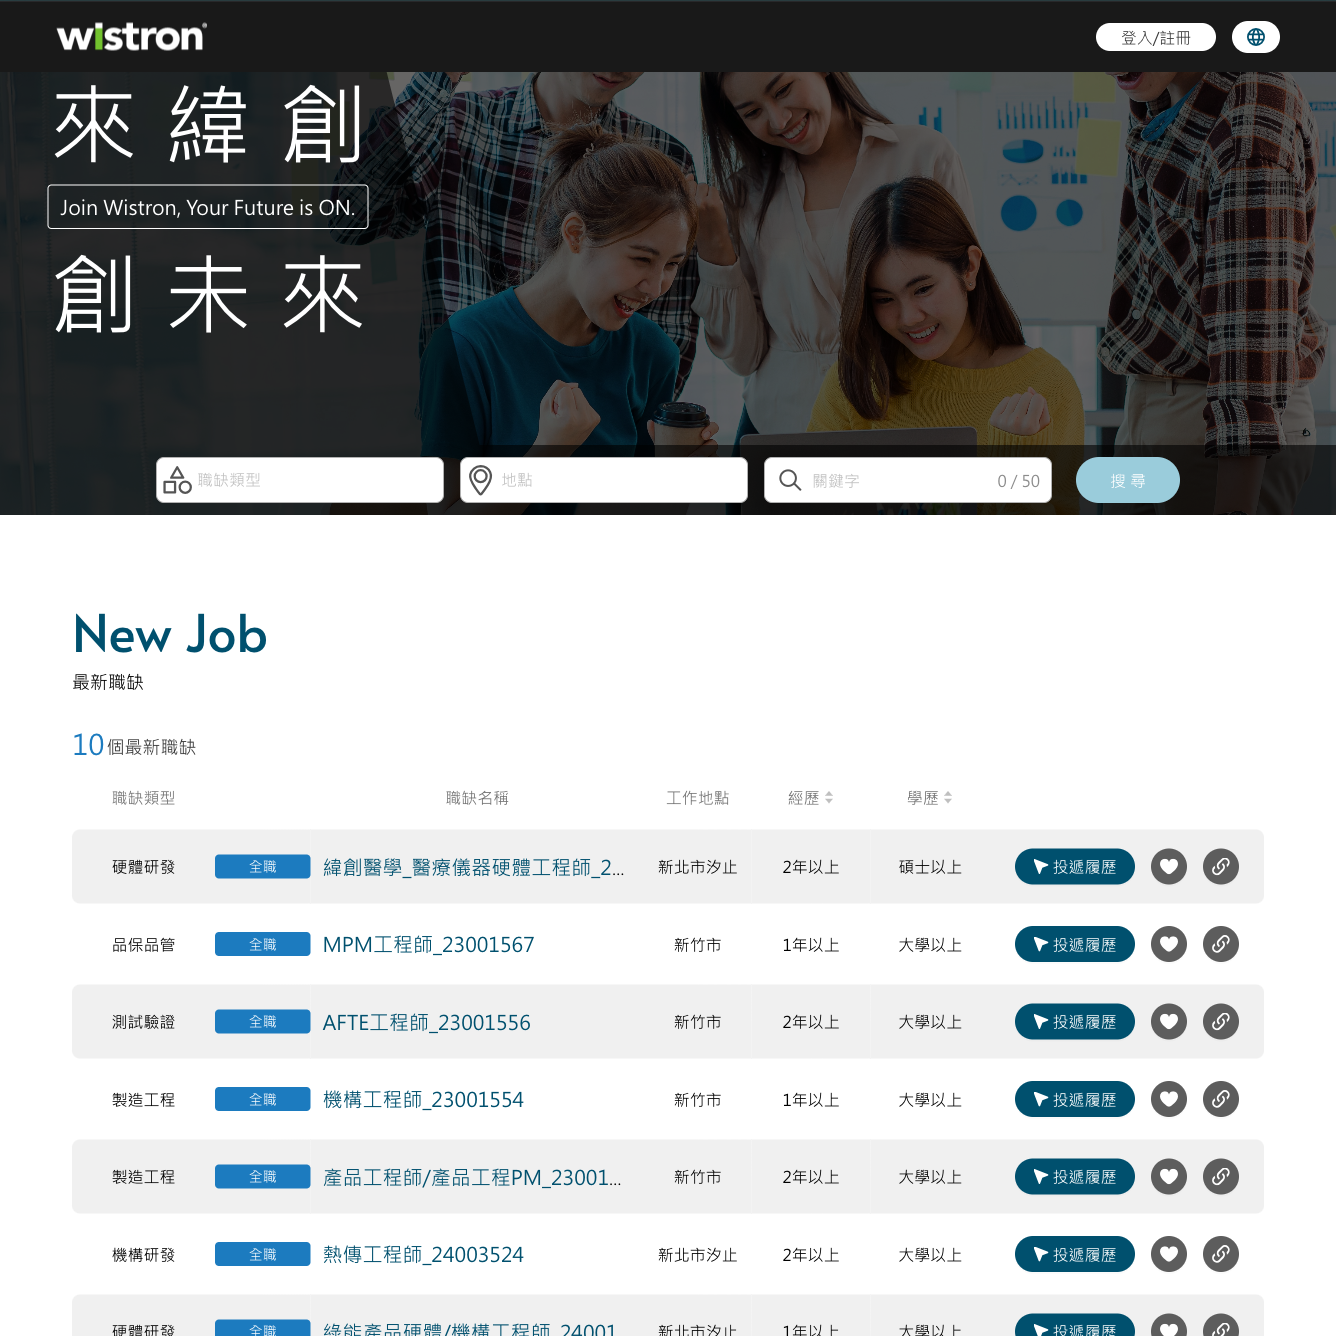 wistron
登入/註冊
來緯創
Join Wistron, Your Future is ON.
創未來
職缺類型
地點
關鍵字 0 / 50
搜尋
New Job
最新職缺
10個最新職缺
職缺類型 職缺名稱 工作地點 經歷 學歷
硬體研發 全職 緯創醫學_醫療儀器硬體工程師_2... 新北市汐止 2年以上 碩士以上 投遞履歷
品保品管 全職 MPM工程師_23001567 新竹市 1年以上 大學以上 投遞履歷
測試驗證 全職 AFTE工程師_23001556 新竹市 2年以上 大學以上 投遞履歷
製造工程 全職 機構工程師_23001554 新竹市 1年以上 大學以上 投遞履歷
製造工程 全職 產品工程師/產品工程PM_23001... 新竹市 2年以上 大學以上 投遞履歷
機構研發 全職 熱傳工程師_24003524 新北市汐止 2年以上 大學以上 投遞履歷
硬體研發 全職 綠能產品硬體/機構工程師_24001... 新北市汐止 1年以上 大學以上 投遞履歷